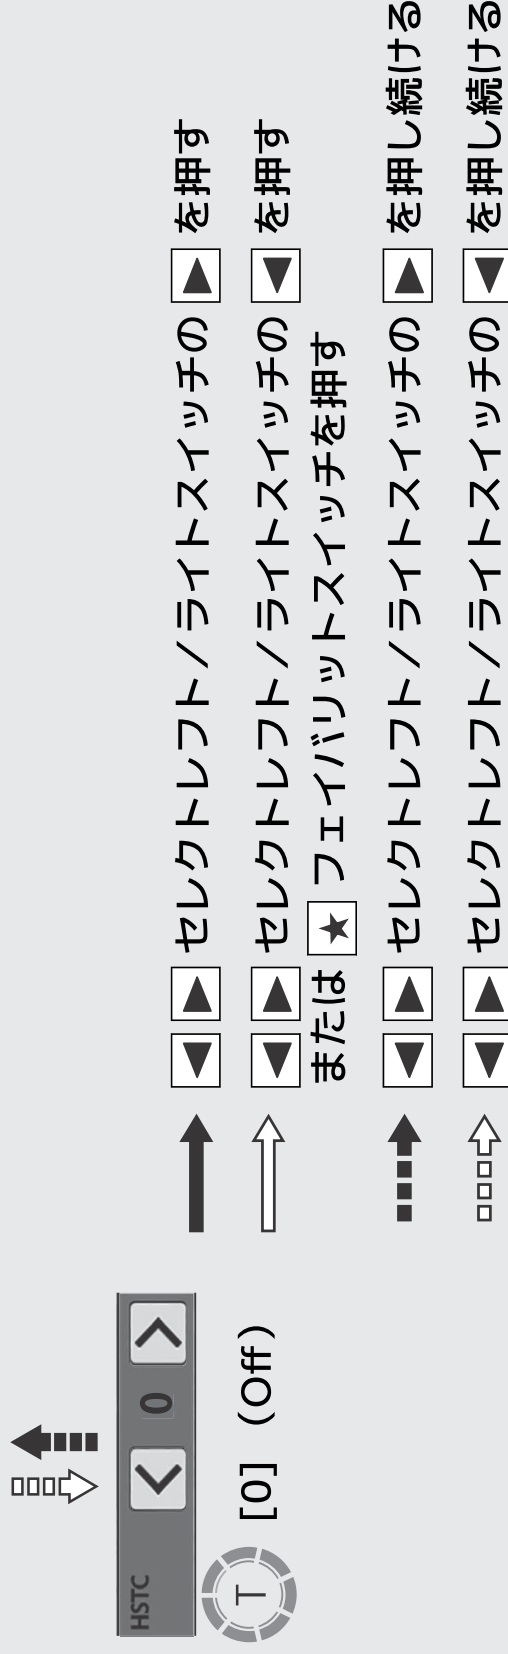 HSTC 0
T [0] (Off)
◀ ▶ セレクトレフト/ライトスイッチの ▶ を押す
◀ ▶ セレクトレフト/ライトスイッチの ◀ を押す
または ★ フェイバリットスイッチを押す
◀ ▶ セレクトレフト/ライトスイッチの ▶ を押し続ける
◀ ▶ セレクトレフト/ライトスイッチの ◀ を押し続ける